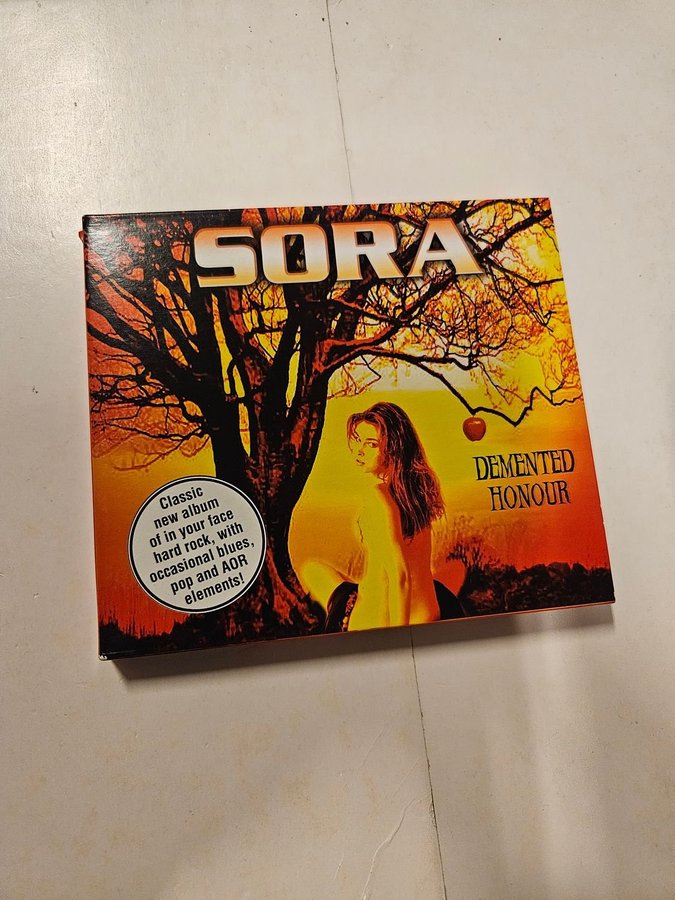 SORA
DEMENTED
HONOUR
Classic
new album
of in your face
hard rock, with
occasional blues,
pop and AOR
elements!